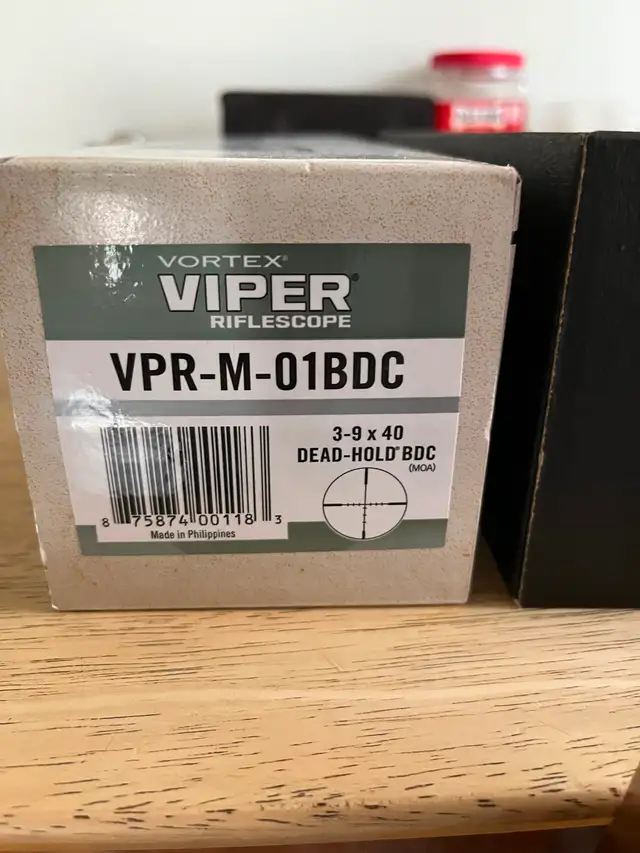 VORTEX®
VIPER®
RIFLESCOPE
VPR-M-01BDC
3-9 x 40
DEAD-HOLD® BDC
(MOA)
8 75874 00118 3
Made in Philippines